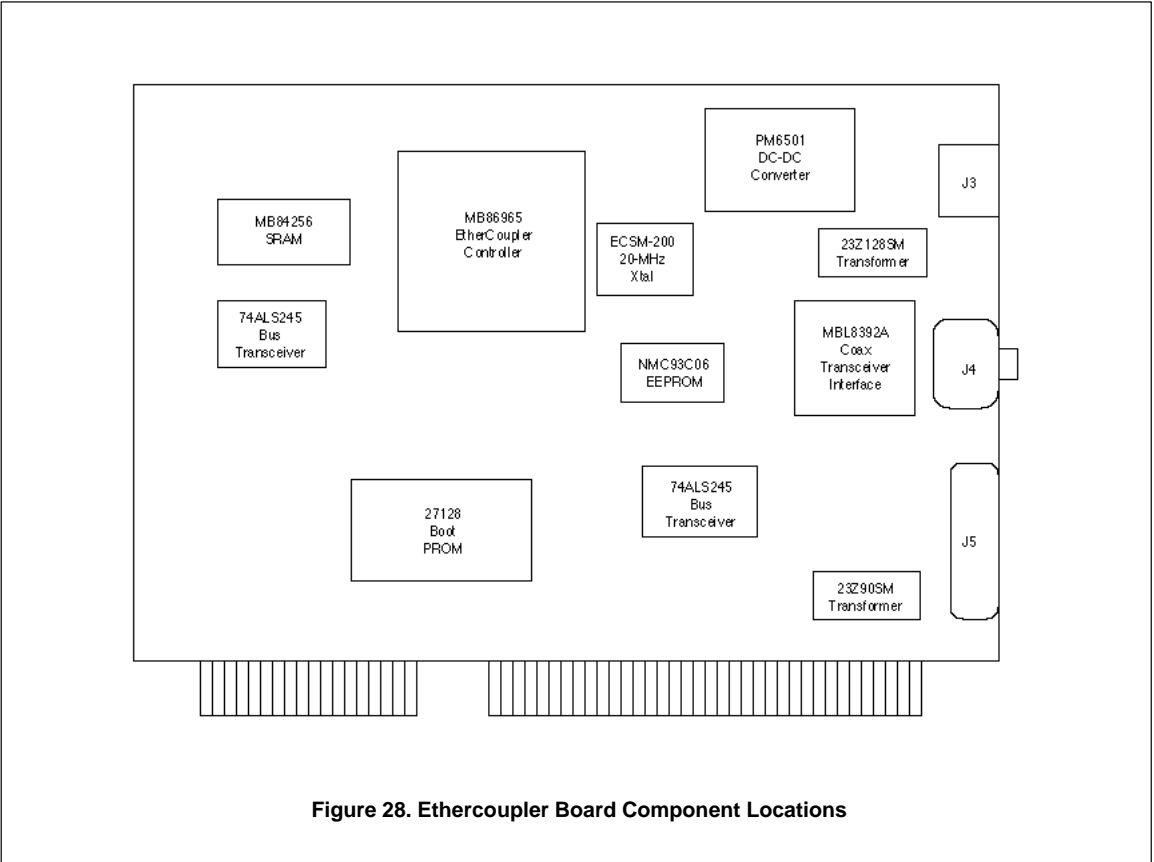 PM6501
DC-DC
Converter
J3
MB84256
SRAM
MB86965
EtherCoupler
Controller
ECSM-200
20-MHz
Xtal
23Z128SM
Transformer
74ALS245
Bus
Transceiver
NMC93C06
EEPROM
MBL8392A
Coax
Transceiver
Interface
J4
27128
Boot
PROM
74ALS245
Bus
Transceiver
J5
23Z90SM
Transformer
Figure 28. Ethercoupler Board Component Locations